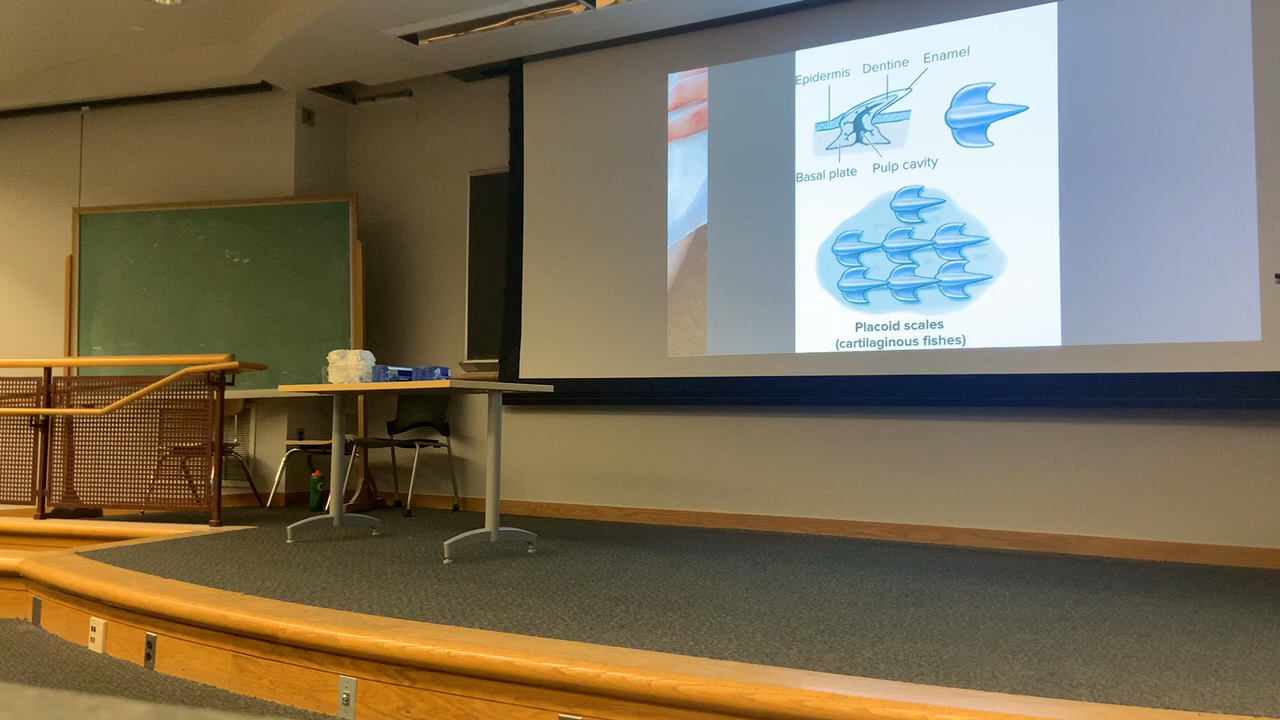 Epidermis
Dentine
Enamel
Basal plate
Pulp cavity
Placoid scales
(cartilaginous fishes)